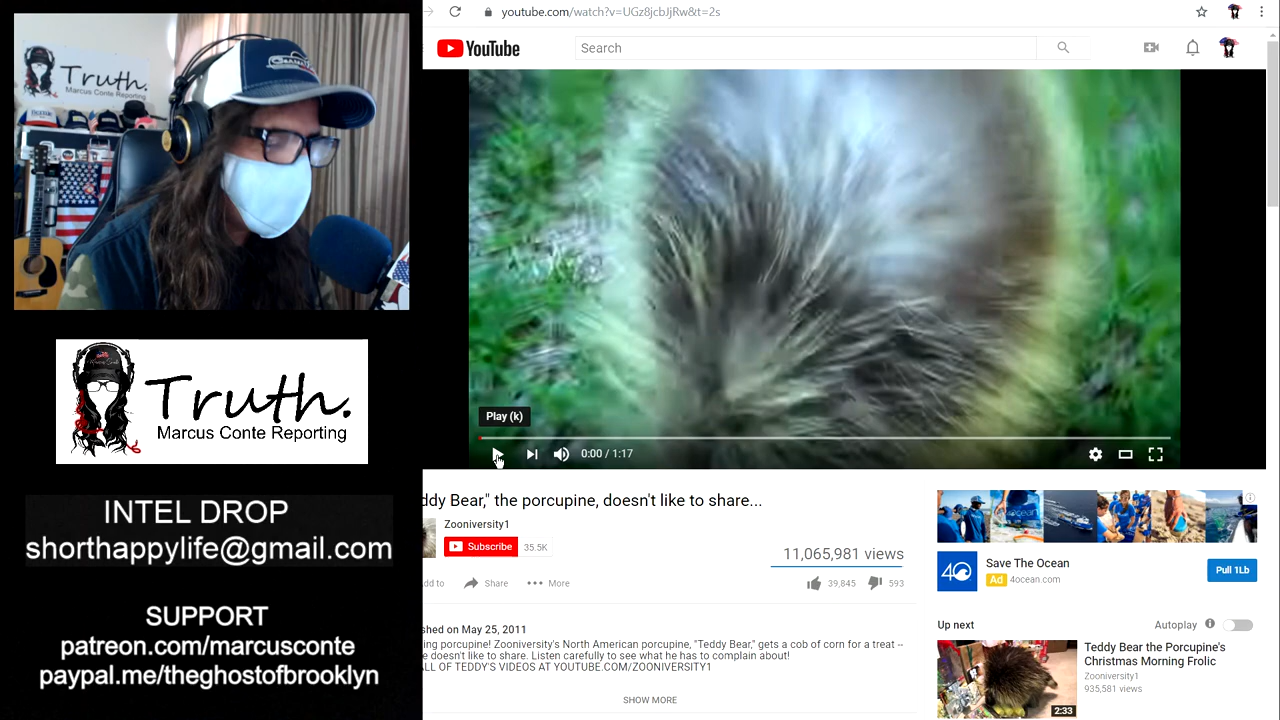 Truth.
Marcus Conte Reporting
Truth.
Marcus Conte Reporting
INTEL DROP
shorthappylife@gmail.com
SUPPORT
patreon.com/marcusconte
paypal.me/theghostofbrooklyn
youtube.com/watch?v=UGz8jcbJjRw&t=2s
YouTube
Search
Play (k)
0:00 / 1:17
ddy Bear," the porcupine, doesn't like to share...
Zooniversity1
Subscribe 35.5K
11,065,981 views
dd to Share More 39,845 593
shed on May 25, 2011
ing porcupine! Zooniversity's North American porcupine, "Teddy Bear," gets a cob of corn for a treat --
e doesn't like to share. Listen carefully to see what he has to complain about!
ALL OF TEDDY'S VIDEOS AT YOUTUBE.COM/ZOONIVERSITY1
SHOW MORE
Save The Ocean
Ad 4ocean.com
Pull 1Lb
Up next Autoplay
Teddy Bear the Porcupine's
Christmas Morning Frolic
Zooniversity1
935,581 views
2:33